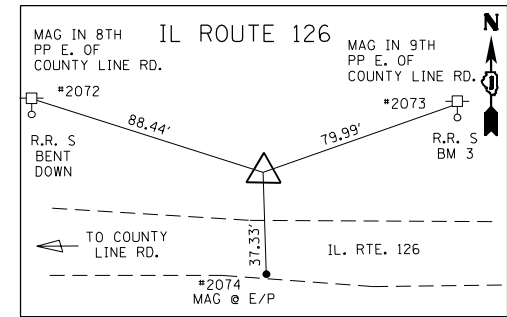 IL ROUTE 126
N
MAG IN 8TH
PP E. OF
COUNTY LINE RD.
#2072
R.R. S
BENT
DOWN
88.44'
MAG IN 9TH
PP E. OF
COUNTY LINE RD.
#2073
R.R. S
BM 3
79.99'
37.33'
TO COUNTY
LINE RD.
IL. RTE. 126
#2074
MAG @ E/P